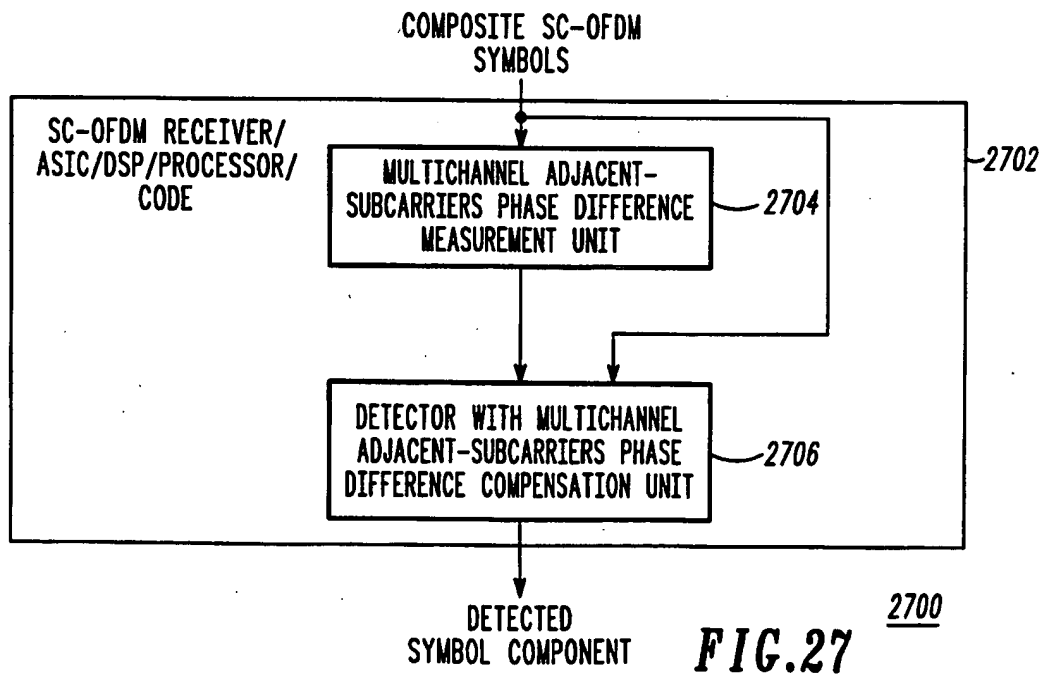 COMPOSITE SC-OFDM
SYMBOLS
SC-OFDM RECEIVER/
ASIC/DSP/PROCESSOR/
CODE
2702
MULTICHANNEL ADJACENT-
SUBCARRIERS PHASE DIFFERENCE
MEASUREMENT UNIT
2704
DETECTOR WITH MULTICHANNEL
ADJACENT-SUBCARRIERS PHASE
DIFFERENCE COMPENSATION UNIT
2706
DETECTED
SYMBOL COMPONENT
2700
FIG.27